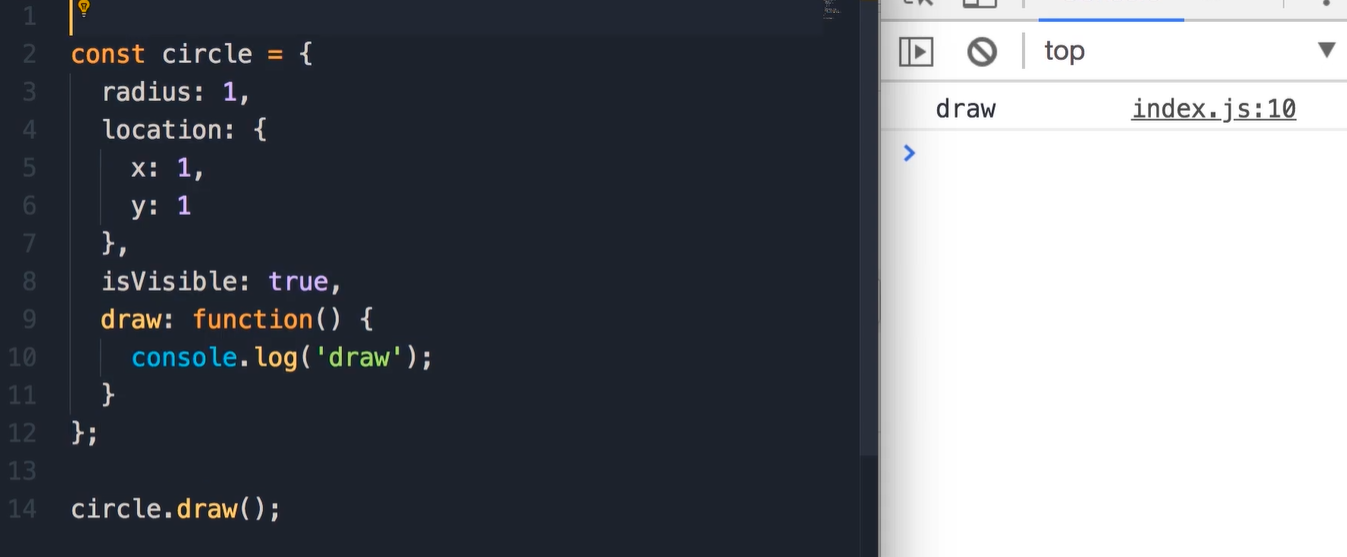 1
2 const circle = {
3   radius: 1,
4   location: {
5     x: 1,
6     y: 1
7   },
8   isVisible: true,
9   draw: function() {
10     console.log('draw');
11   }
12 };
13
14 circle.draw();
top
draw index.js:10